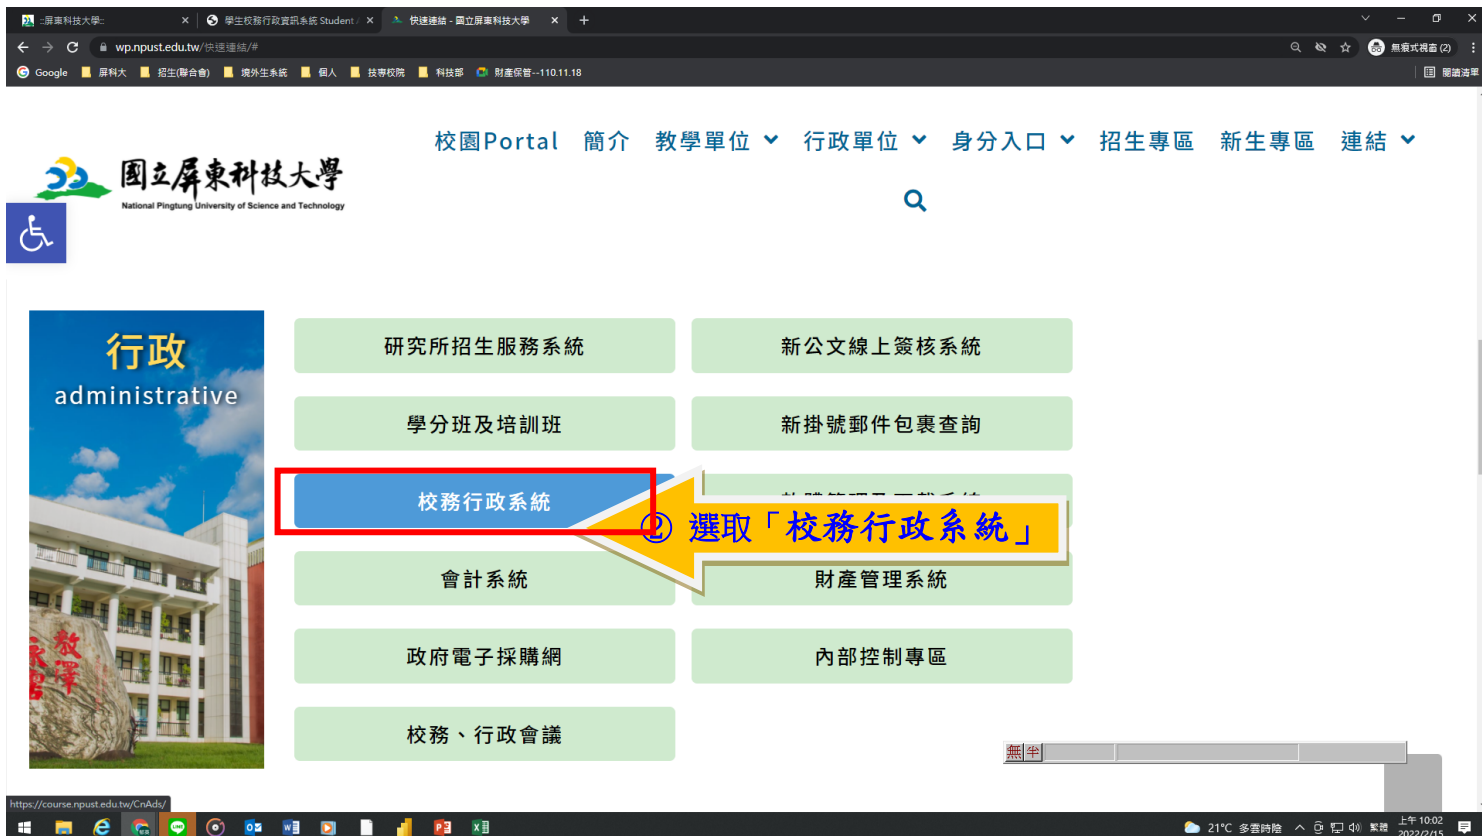 ::屏東科技大學::
學生校務行政資訊系統 Student A
快速連結 - 國立屏東科技大學
wp.npust.edu.tw/快速連結/#
無痕式視窗 (2)
Google 屏科大 招生(聯合會) 境外生系統 個人 技專校院 科技部 財產保管--110.11.18 閱讀清單
校園Portal 簡介 教學單位 行政單位 身分入口 招生專區 新生專區 連結
國立屏東科技大學
National Pingtung University of Science and Technology
行政
administrative
研究所招生服務系統 新公文線上簽核系統
學分班及培訓班 新掛號郵件包裹查詢
校務行政系統
② 選取「校務行政系統」
會計系統 財產管理系統
政府電子採購網 內部控制專區
校務、行政會議
無 半
https://course.npust.edu.tw/CnAds/
21°C 多雲時陰 繁體 上午 10:02
2022/2/15